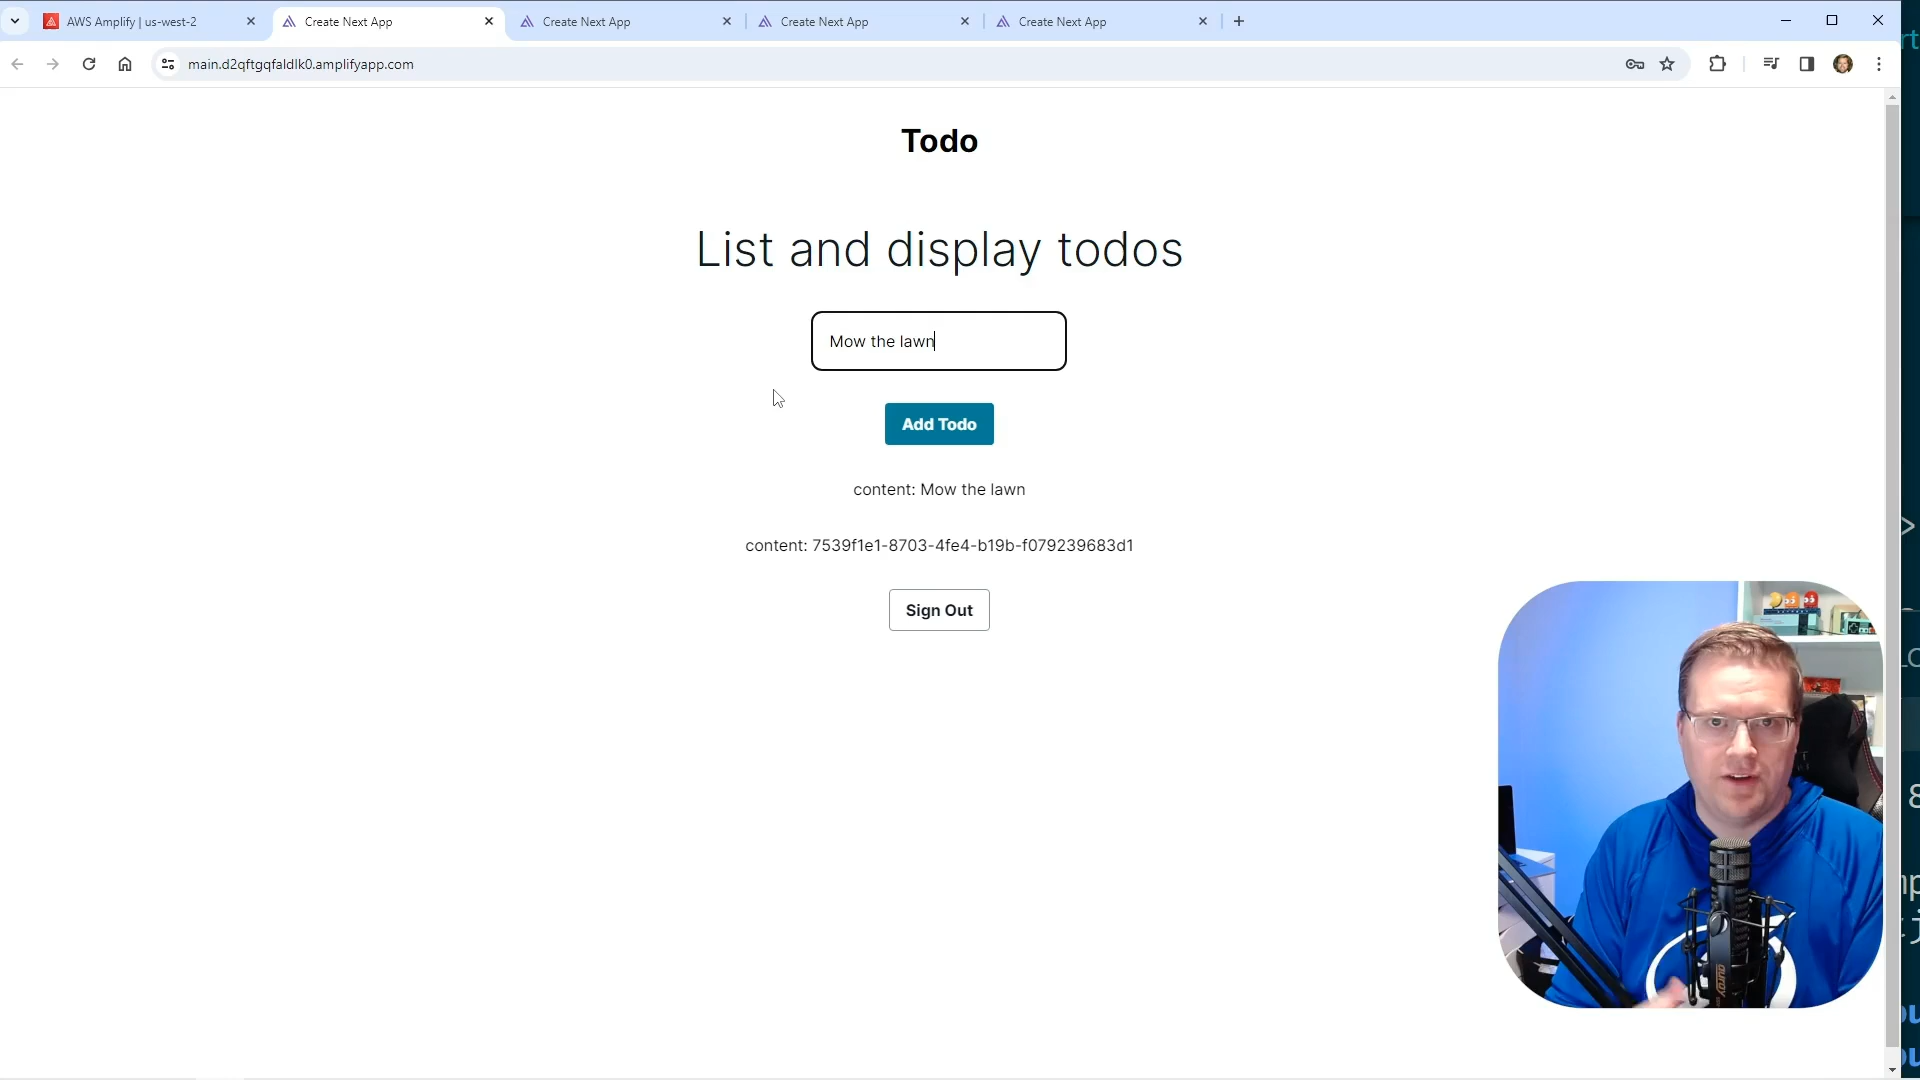 AWS Amplify | us-west-2
Create Next App
Create Next App
Create Next App
Create Next App
main.d2qftgqfaldlk0.amplifyapp.com
Todo
List and display todos
Mow the lawn
Add Todo
content: Mow the lawn
content: 7539f1e1-8703-4fe4-b19b-f079239683d1
Sign Out